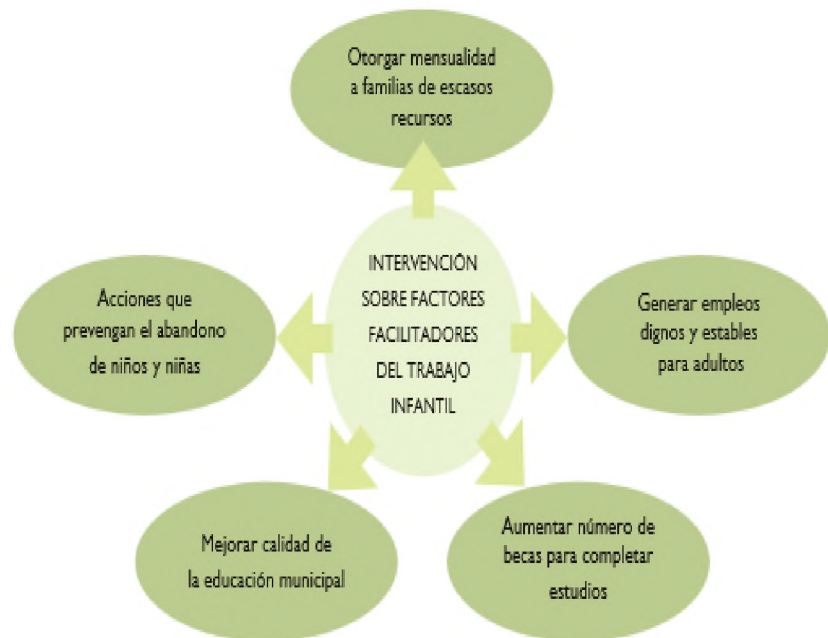 Otorgar mensualidad
a familias de escasos
recursos
INTERVENCIÓN
SOBRE FACTORES
FACILITADORES
DEL TRABAJO
INFANTIL
Acciones que
prevengan el abandono
de niños y niñas
Generar empleos
dignos y estables
para adultos
Mejorar calidad de
la educación municipal
Aumentar número de
becas para completar
estudios